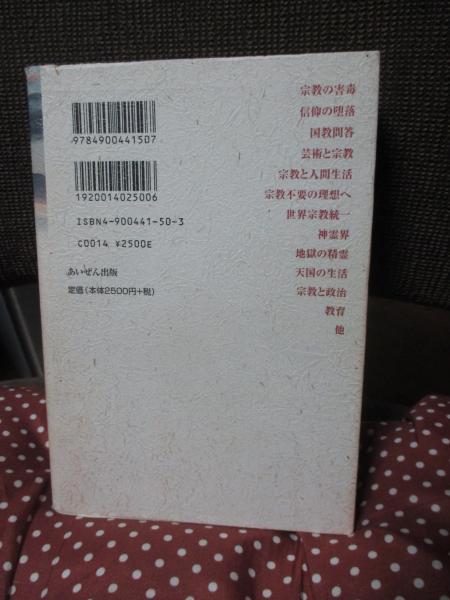 9784900441507
1920014025006
ISBN4-900441-50-3
C0014 ¥2500E
あいぜん出版
定価(本体2500円+税)
宗教の害毒
信仰の堕落
国教問答
芸術と宗教
宗教と人間生活
宗教不要の理想へ
世界宗教統一
神霊界
地獄の精霊
天国の生活
宗教と政治
教育
他